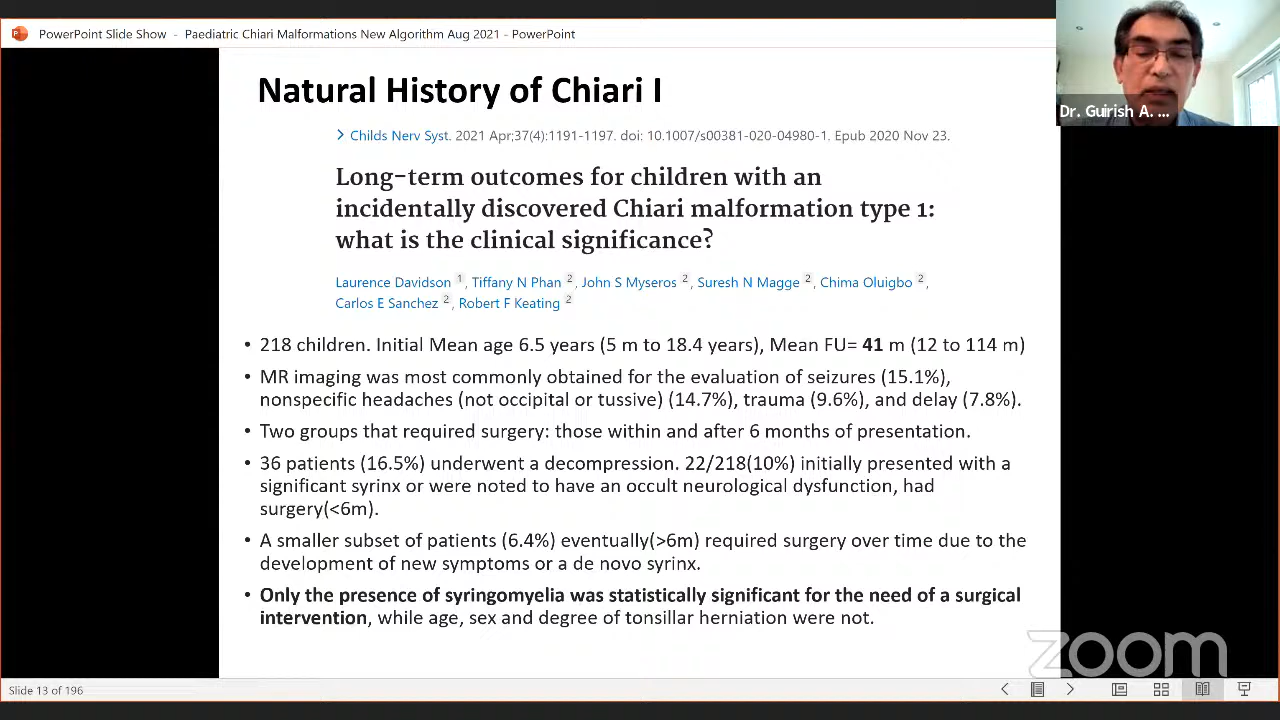 PowerPoint Slide Show - Paediatric Chiari Malformations New Algorithm Aug 2021 - PowerPoint
Dr. Guirish A. ...
Natural History of Chiari I
> Childs Nerv Syst. 2021 Apr;37(4):1191-1197. doi: 10.1007/s00381-020-04980-1. Epub 2020 Nov 23.
Long-term outcomes for children with an
incidentally discovered Chiari malformation type 1:
what is the clinical significance?
Laurence Davidson 1, Tiffany N Phan 2, John S Myseros 2, Suresh N Magge 2, Chima Oluigbo 2,
Carlos E Sanchez 2, Robert F Keating 2
• 218 children. Initial Mean age 6.5 years (5 m to 18.4 years), Mean FU= 41 m (12 to 114 m)
• MR imaging was most commonly obtained for the evaluation of seizures (15.1%),
nonspecific headaches (not occipital or tussive) (14.7%), trauma (9.6%), and delay (7.8%).
• Two groups that required surgery: those within and after 6 months of presentation.
• 36 patients (16.5%) underwent a decompression. 22/218(10%) initially presented with a
significant syrinx or were noted to have an occult neurological dysfunction, had
surgery(<6m).
• A smaller subset of patients (6.4%) eventually(>6m) required surgery over time due to the
development of new symptoms or a de novo syrinx.
• Only the presence of syringomyelia was statistically significant for the need of a surgical
intervention, while age, sex and degree of tonsillar herniation were not.
zoom
Slide 13 of 196